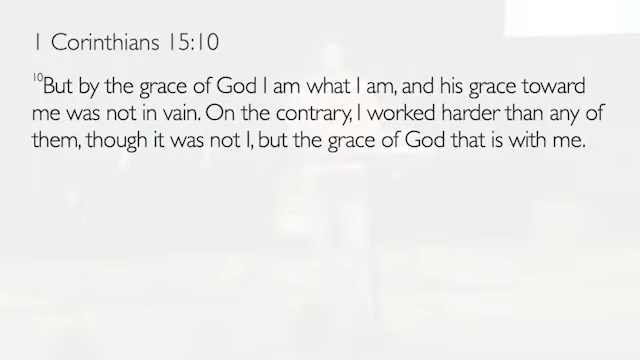 1 Corinthians 15:10
10But by the grace of God I am what I am, and his grace toward
me was not in vain. On the contrary, I worked harder than any of
them, though it was not I, but the grace of God that is with me.